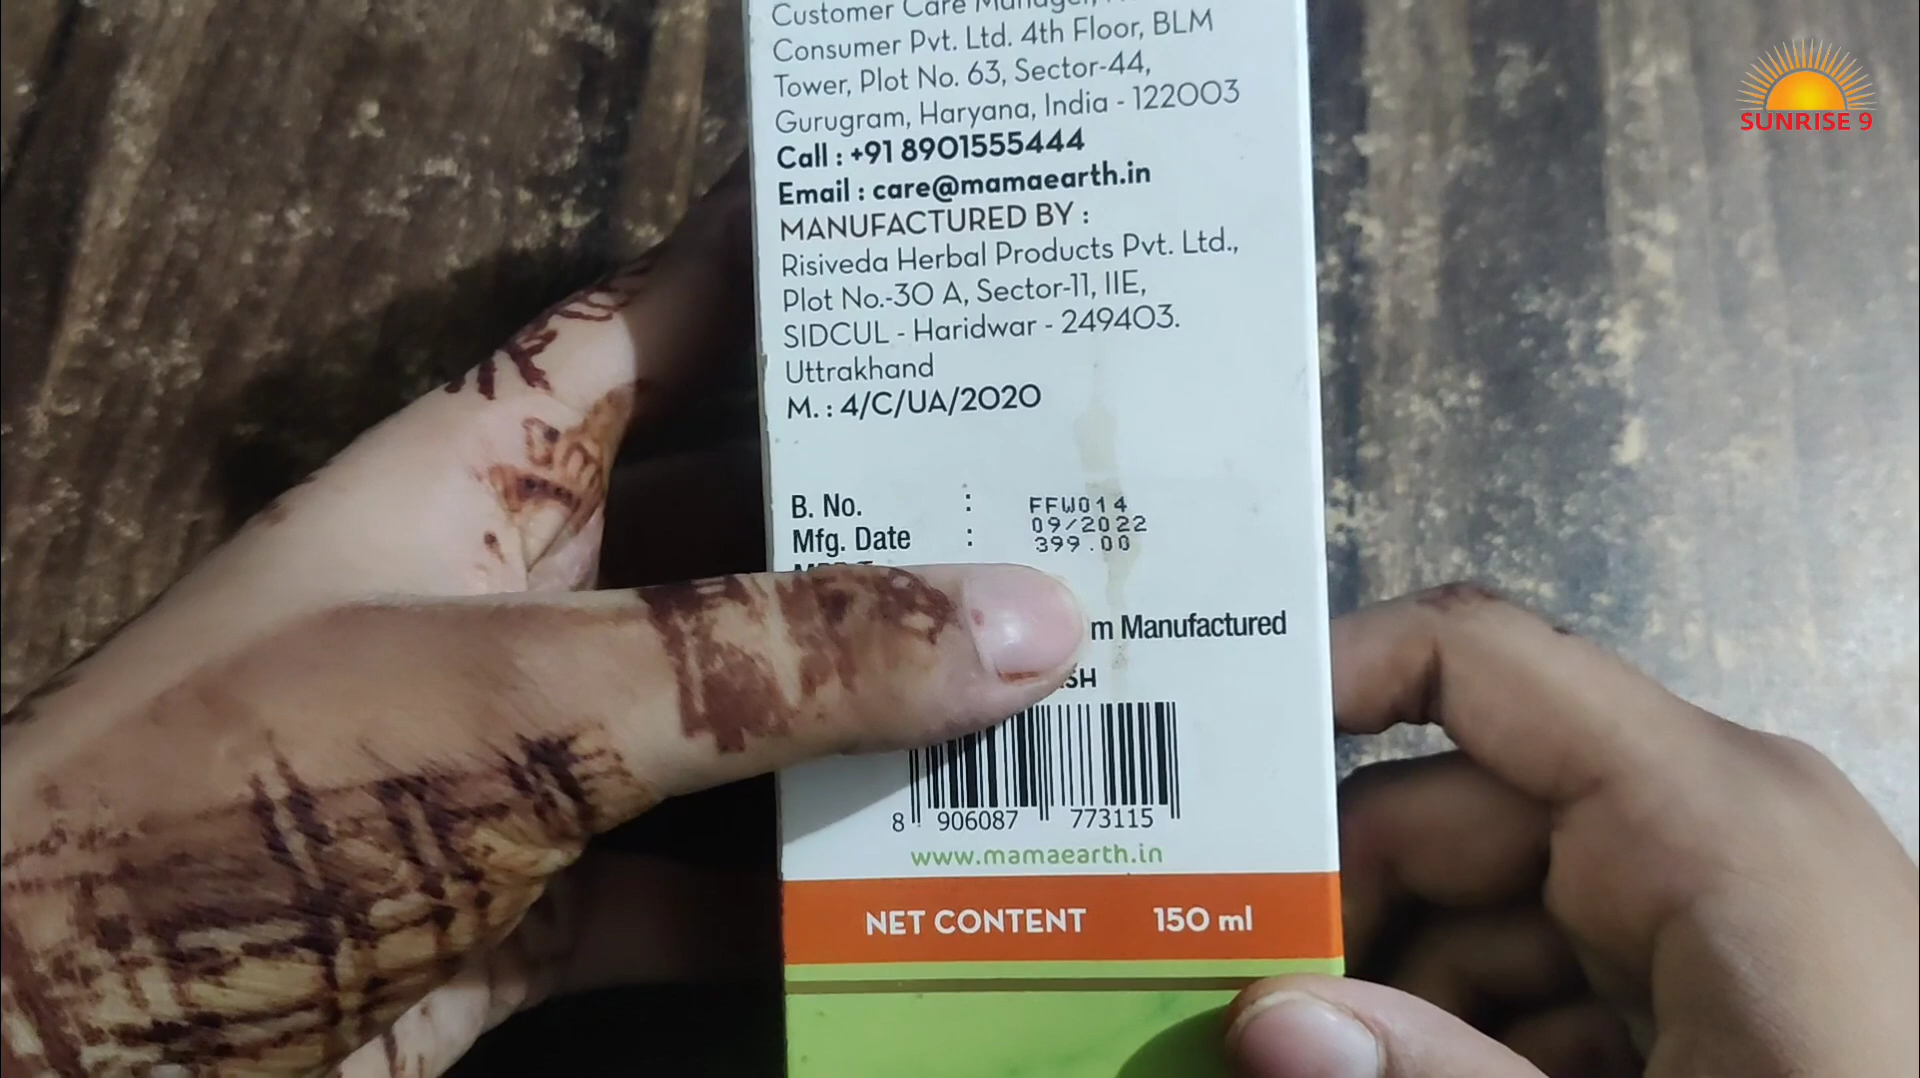 Customer Care Manager,
Consumer Pvt. Ltd. 4th Floor, BLM
Tower, Plot No. 63, Sector-44,
Gurugram, Haryana, India - 122003
Call : +91 8901555444
Email : care@mamaearth.in
MANUFACTURED BY :
Risiveda Herbal Products Pvt. Ltd.,
Plot No.-30 A, Sector-11, IIE,
SIDCUL - Haridwar - 249403.
Uttrakhand
M. : 4/C/UA/2020
B. No. : FFW014
Mfg. Date : 09/2022
399.00
m Manufactured
SH
8 906087 773115
www.mamaearth.in
NET CONTENT 150 ml
SUNRISE 9